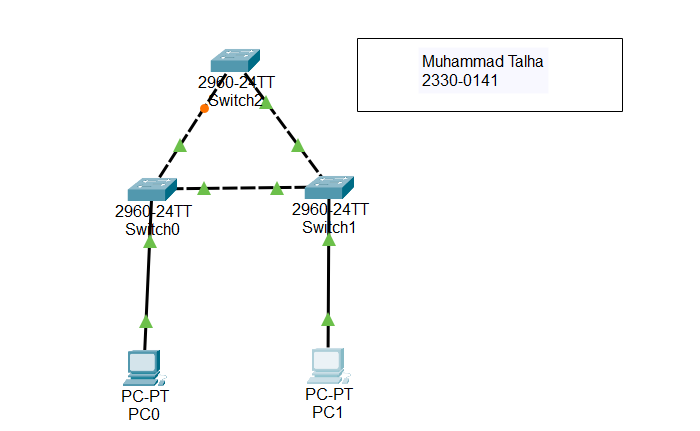 2960-24TT
Switch2
Muhammad Talha
2330-0141
2960-24TT
Switch0
2960-24TT
Switch1
PC-PT
PC0
PC-PT
PC1